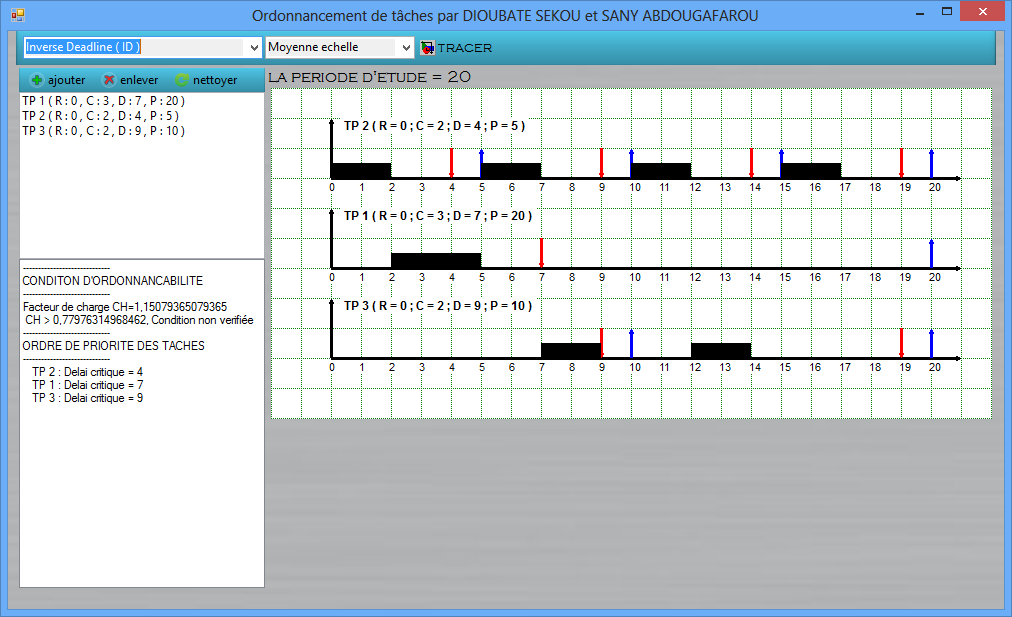 Ordonnancement de tâches par DIOUBATE SEKOU et SANY ABDOUGAFAROU
Inverse Deadline ( ID )
Moyenne echelle
TRACER
ajouter enlever nettoyer
LA PERIODE D'ETUDE = 20
TP 1 ( R : 0 , C : 3 , D : 7 , P : 20 )
TP 2 ( R : 0 , C : 2 , D : 4 , P : 5 )
TP 3 ( R : 0 , C : 2 , D : 9 , P : 10 )
----------------------------
CONDITON D'ORDONNANCABILITE
----------------------------
Facteur de charge CH=1,15079365079365
CH > 0,77976314968462, Condition non verifiée
----------------------------
ORDRE DE PRIORITE DES TACHES
----------------------------
TP 2 : Delai critique = 4
TP 1 : Delai critique = 7
TP 3 : Delai critique = 9
TP 2 ( R = 0 ; C = 2 ; D = 4 ; P = 5 )
0 1 2 3 4 5 6 7 8 9 10 11 12 13 14 15 16 17 18 19 20
TP 1 ( R = 0 ; C = 3 ; D = 7 ; P = 20 )
0 1 2 3 4 5 6 7 8 9 10 11 12 13 14 15 16 17 18 19 20
TP 3 ( R = 0 ; C = 2 ; D = 9 ; P = 10 )
0 1 2 3 4 5 6 7 8 9 10 11 12 13 14 15 16 17 18 19 20